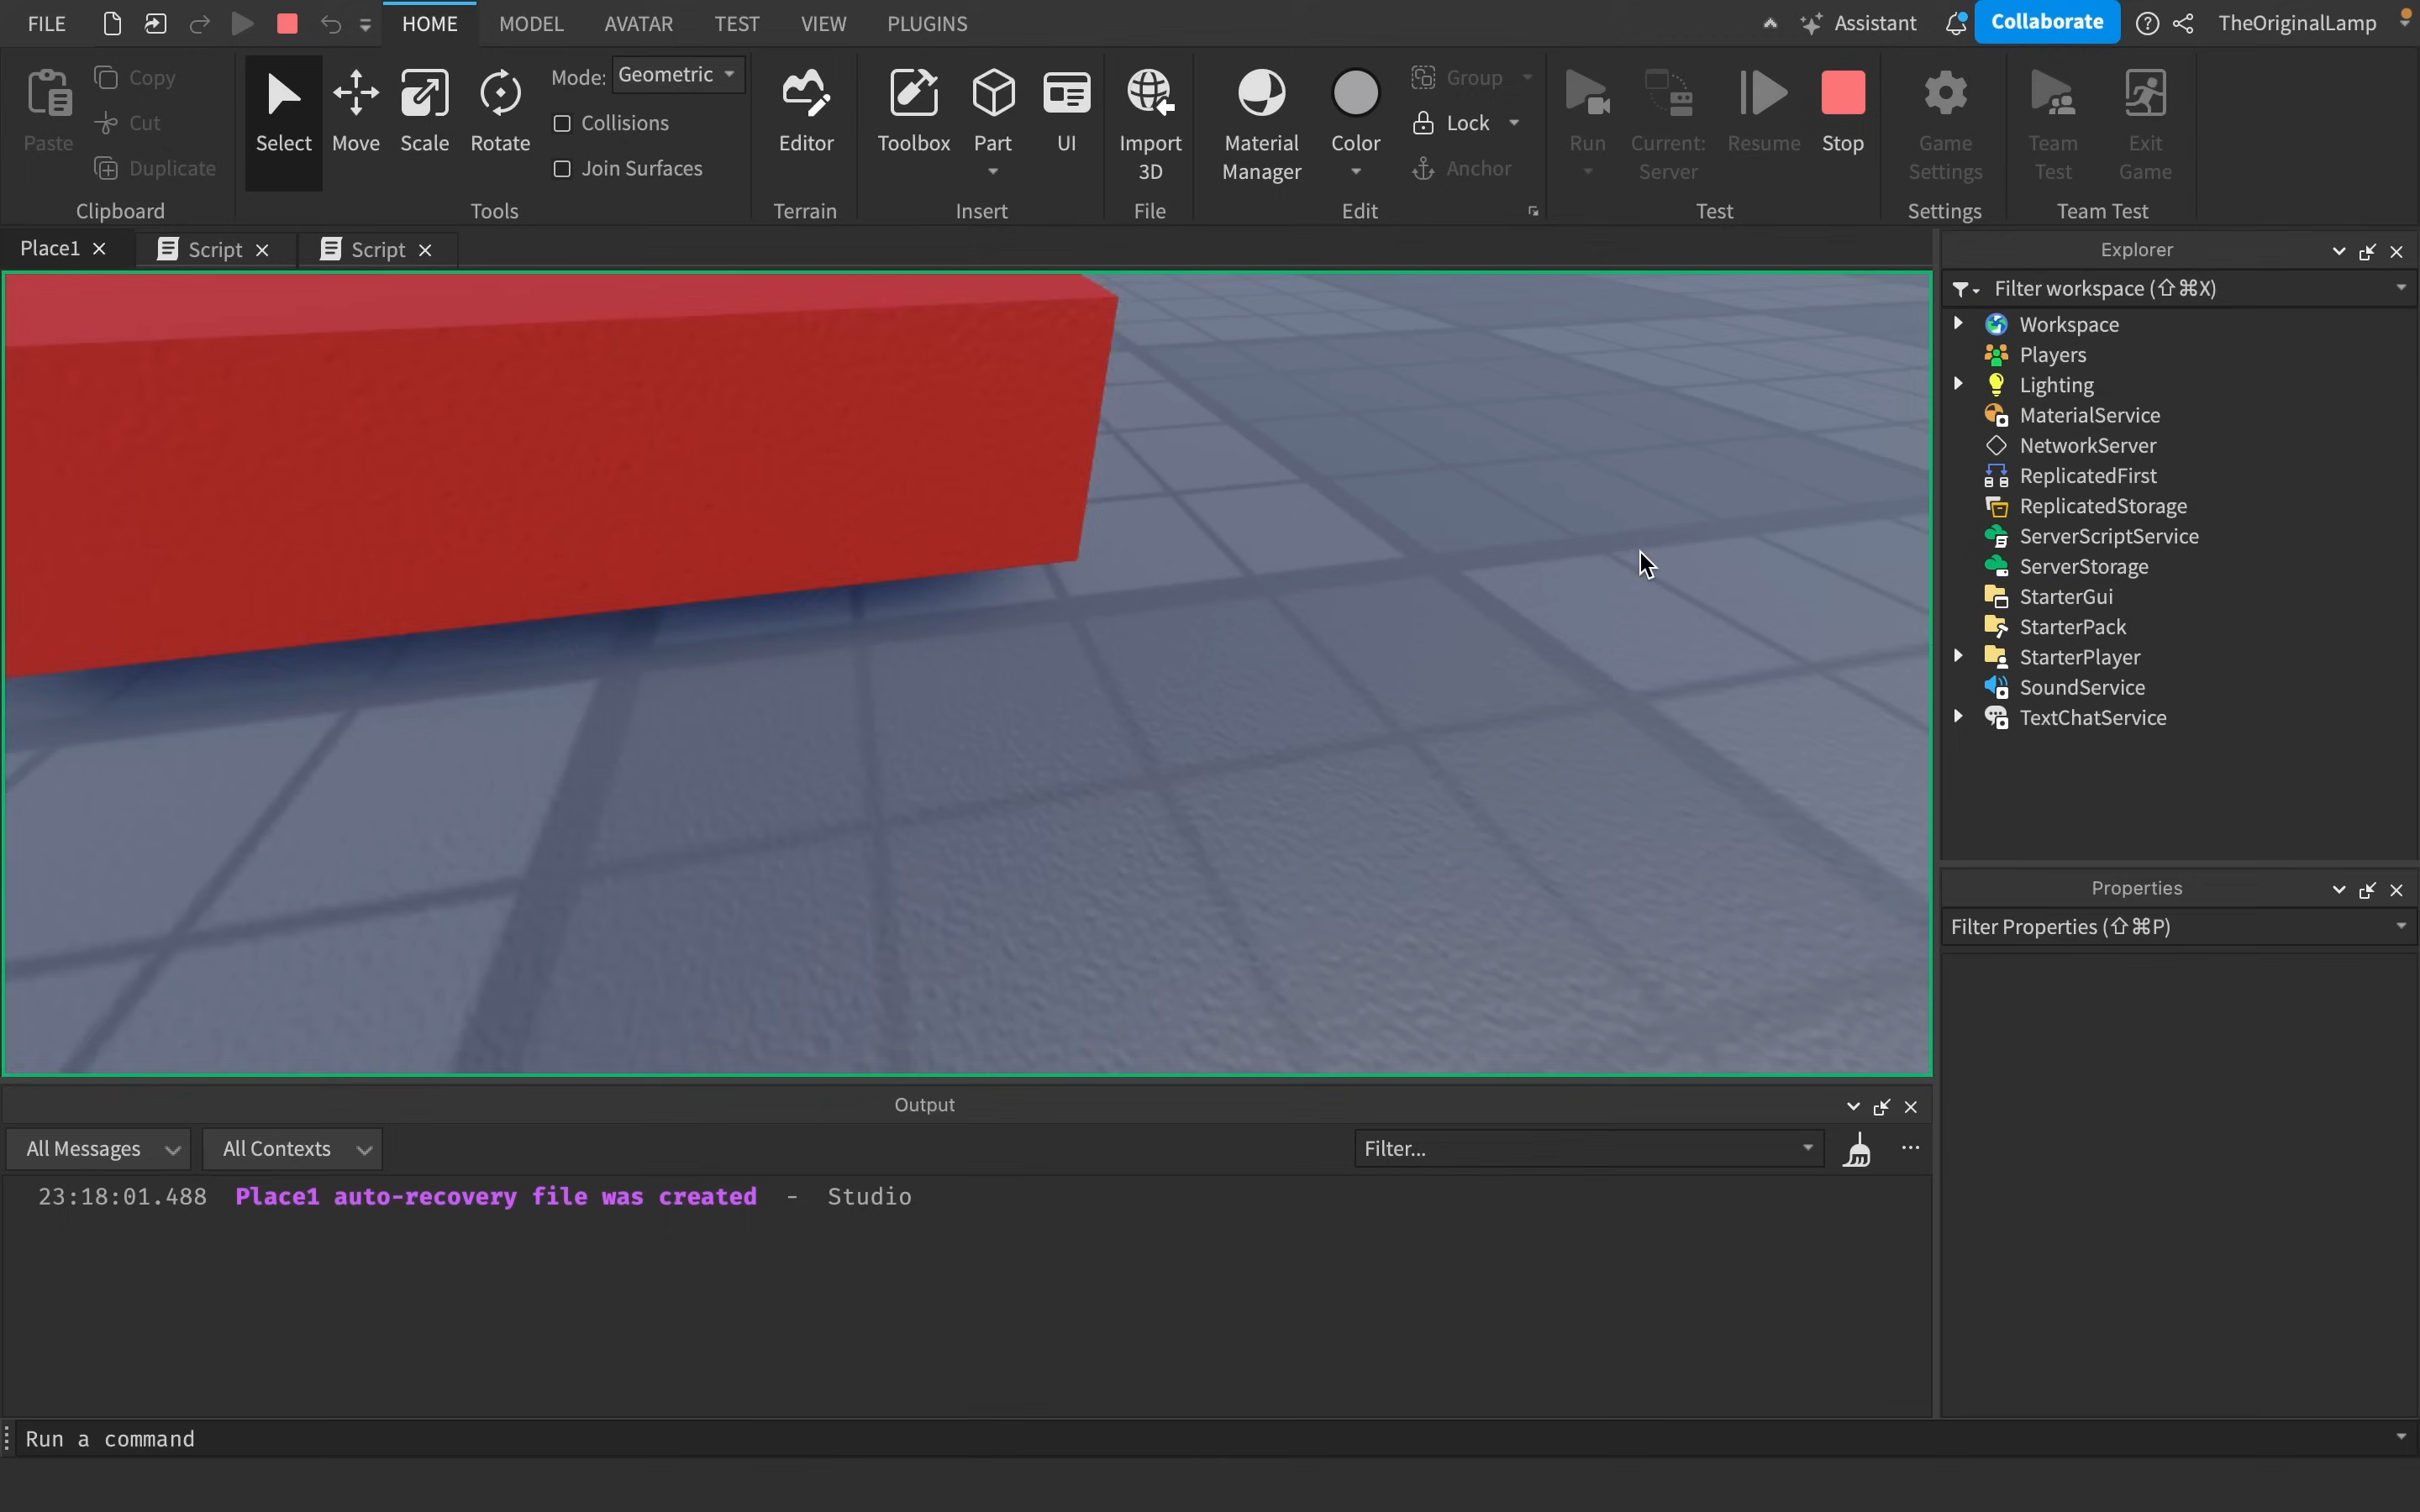 FILE HOME MODEL AVATAR TEST VIEW PLUGINS Assistant Collaborate TheOriginalLamp
Paste
Copy
Cut
Duplicate
Clipboard
Select Move Scale Rotate
Mode: Geometric
Collisions
Join Surfaces
Tools
Editor
Terrain
Toolbox Part UI
Insert
Import
3D
File
Material
Manager
Color
Group
Lock
Anchor
Edit
Run
Current:
Server
Resume Stop
Test
Game
Settings
Settings
Team
Test
Exit
Game
Team Test
Place1 Script Script
Explorer
Filter workspace (⇧⌘X)
Workspace
Players
Lighting
MaterialService
NetworkServer
ReplicatedFirst
ReplicatedStorage
ServerScriptService
ServerStorage
StarterGui
StarterPack
StarterPlayer
SoundService
TextChatService
Properties
Filter Properties (⇧⌘P)
Output
All Messages All Contexts Filter...
23:18:01.488 Place1 auto-recovery file was created - Studio
Run a command